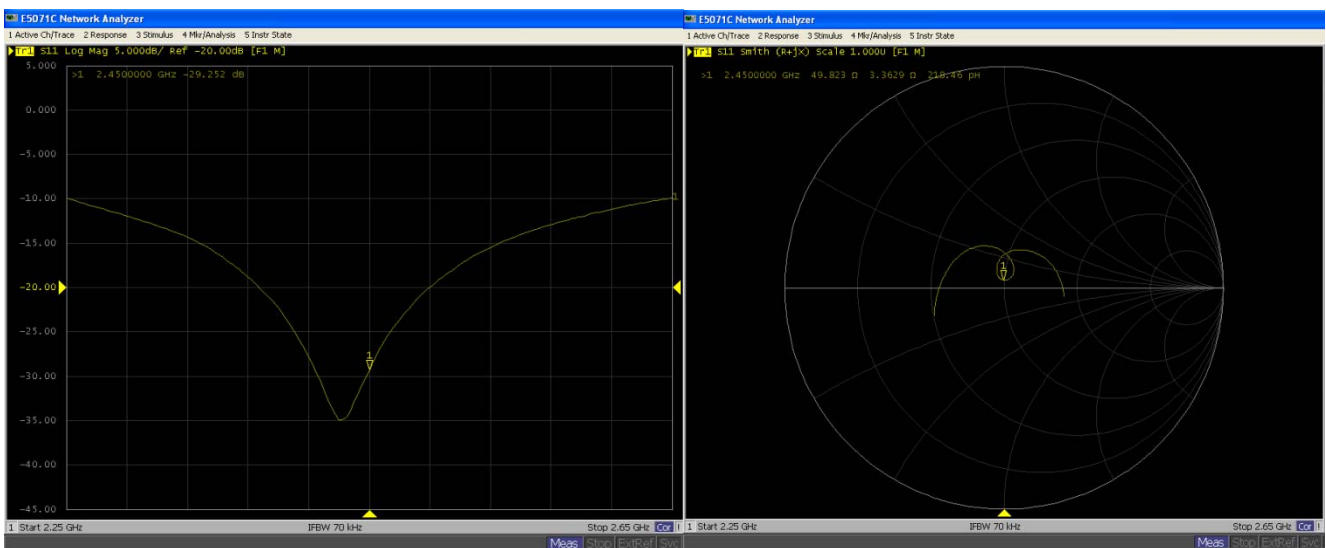 E5071C Network Analyzer
1 Active Ch/Trace 2 Response 3 Stimulus 4 Mkr/Analysis 5 Instr State
Tr1 S11 Log Mag 5.000dB/ Ref -20.00dB [F1 M]
5.000
>1 2.4500000 GHz -29.252 dB
0.000
-5.000
-10.00
1
-15.00
-20.00
-25.00
1
-30.00
-35.00
-40.00
-45.00
1 Start 2.25 GHz IFBW 70 kHz Stop 2.65 GHz Cor !
Meas Stop ExtRef Svc
E5071C Network Analyzer
1 Active Ch/Trace 2 Response 3 Stimulus 4 Mkr/Analysis 5 Instr State
Tr1 S11 Smith (R+jX) Scale 1.000U [F1 M]
>1 2.4500000 GHz 49.823 Ω 3.3629 Ω 218.46 pH
1
1 Start 2.25 GHz IFBW 70 kHz Stop 2.65 GHz Cor !
Meas Stop ExtRef Svc